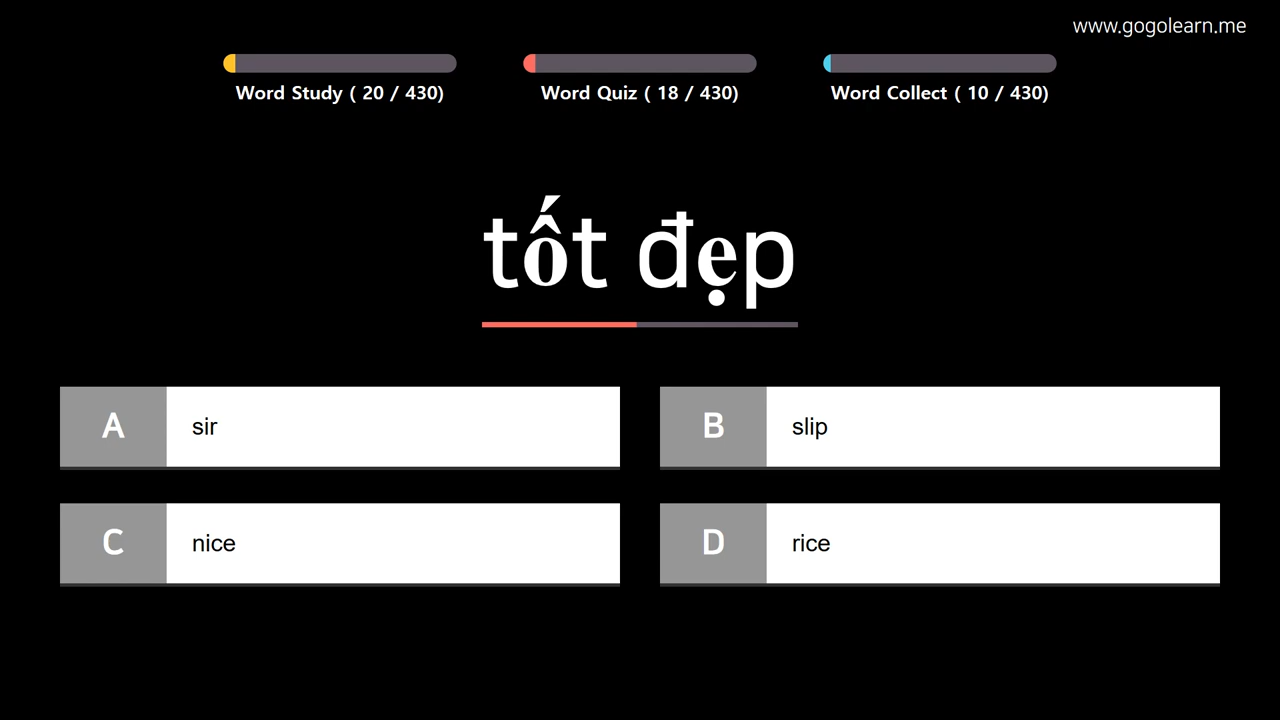 www.gogolearn.me
Word Study ( 20 / 430)
Word Quiz ( 18 / 430)
Word Collect ( 10 / 430)
tốt đẹp
A sir
B slip
C nice
D rice